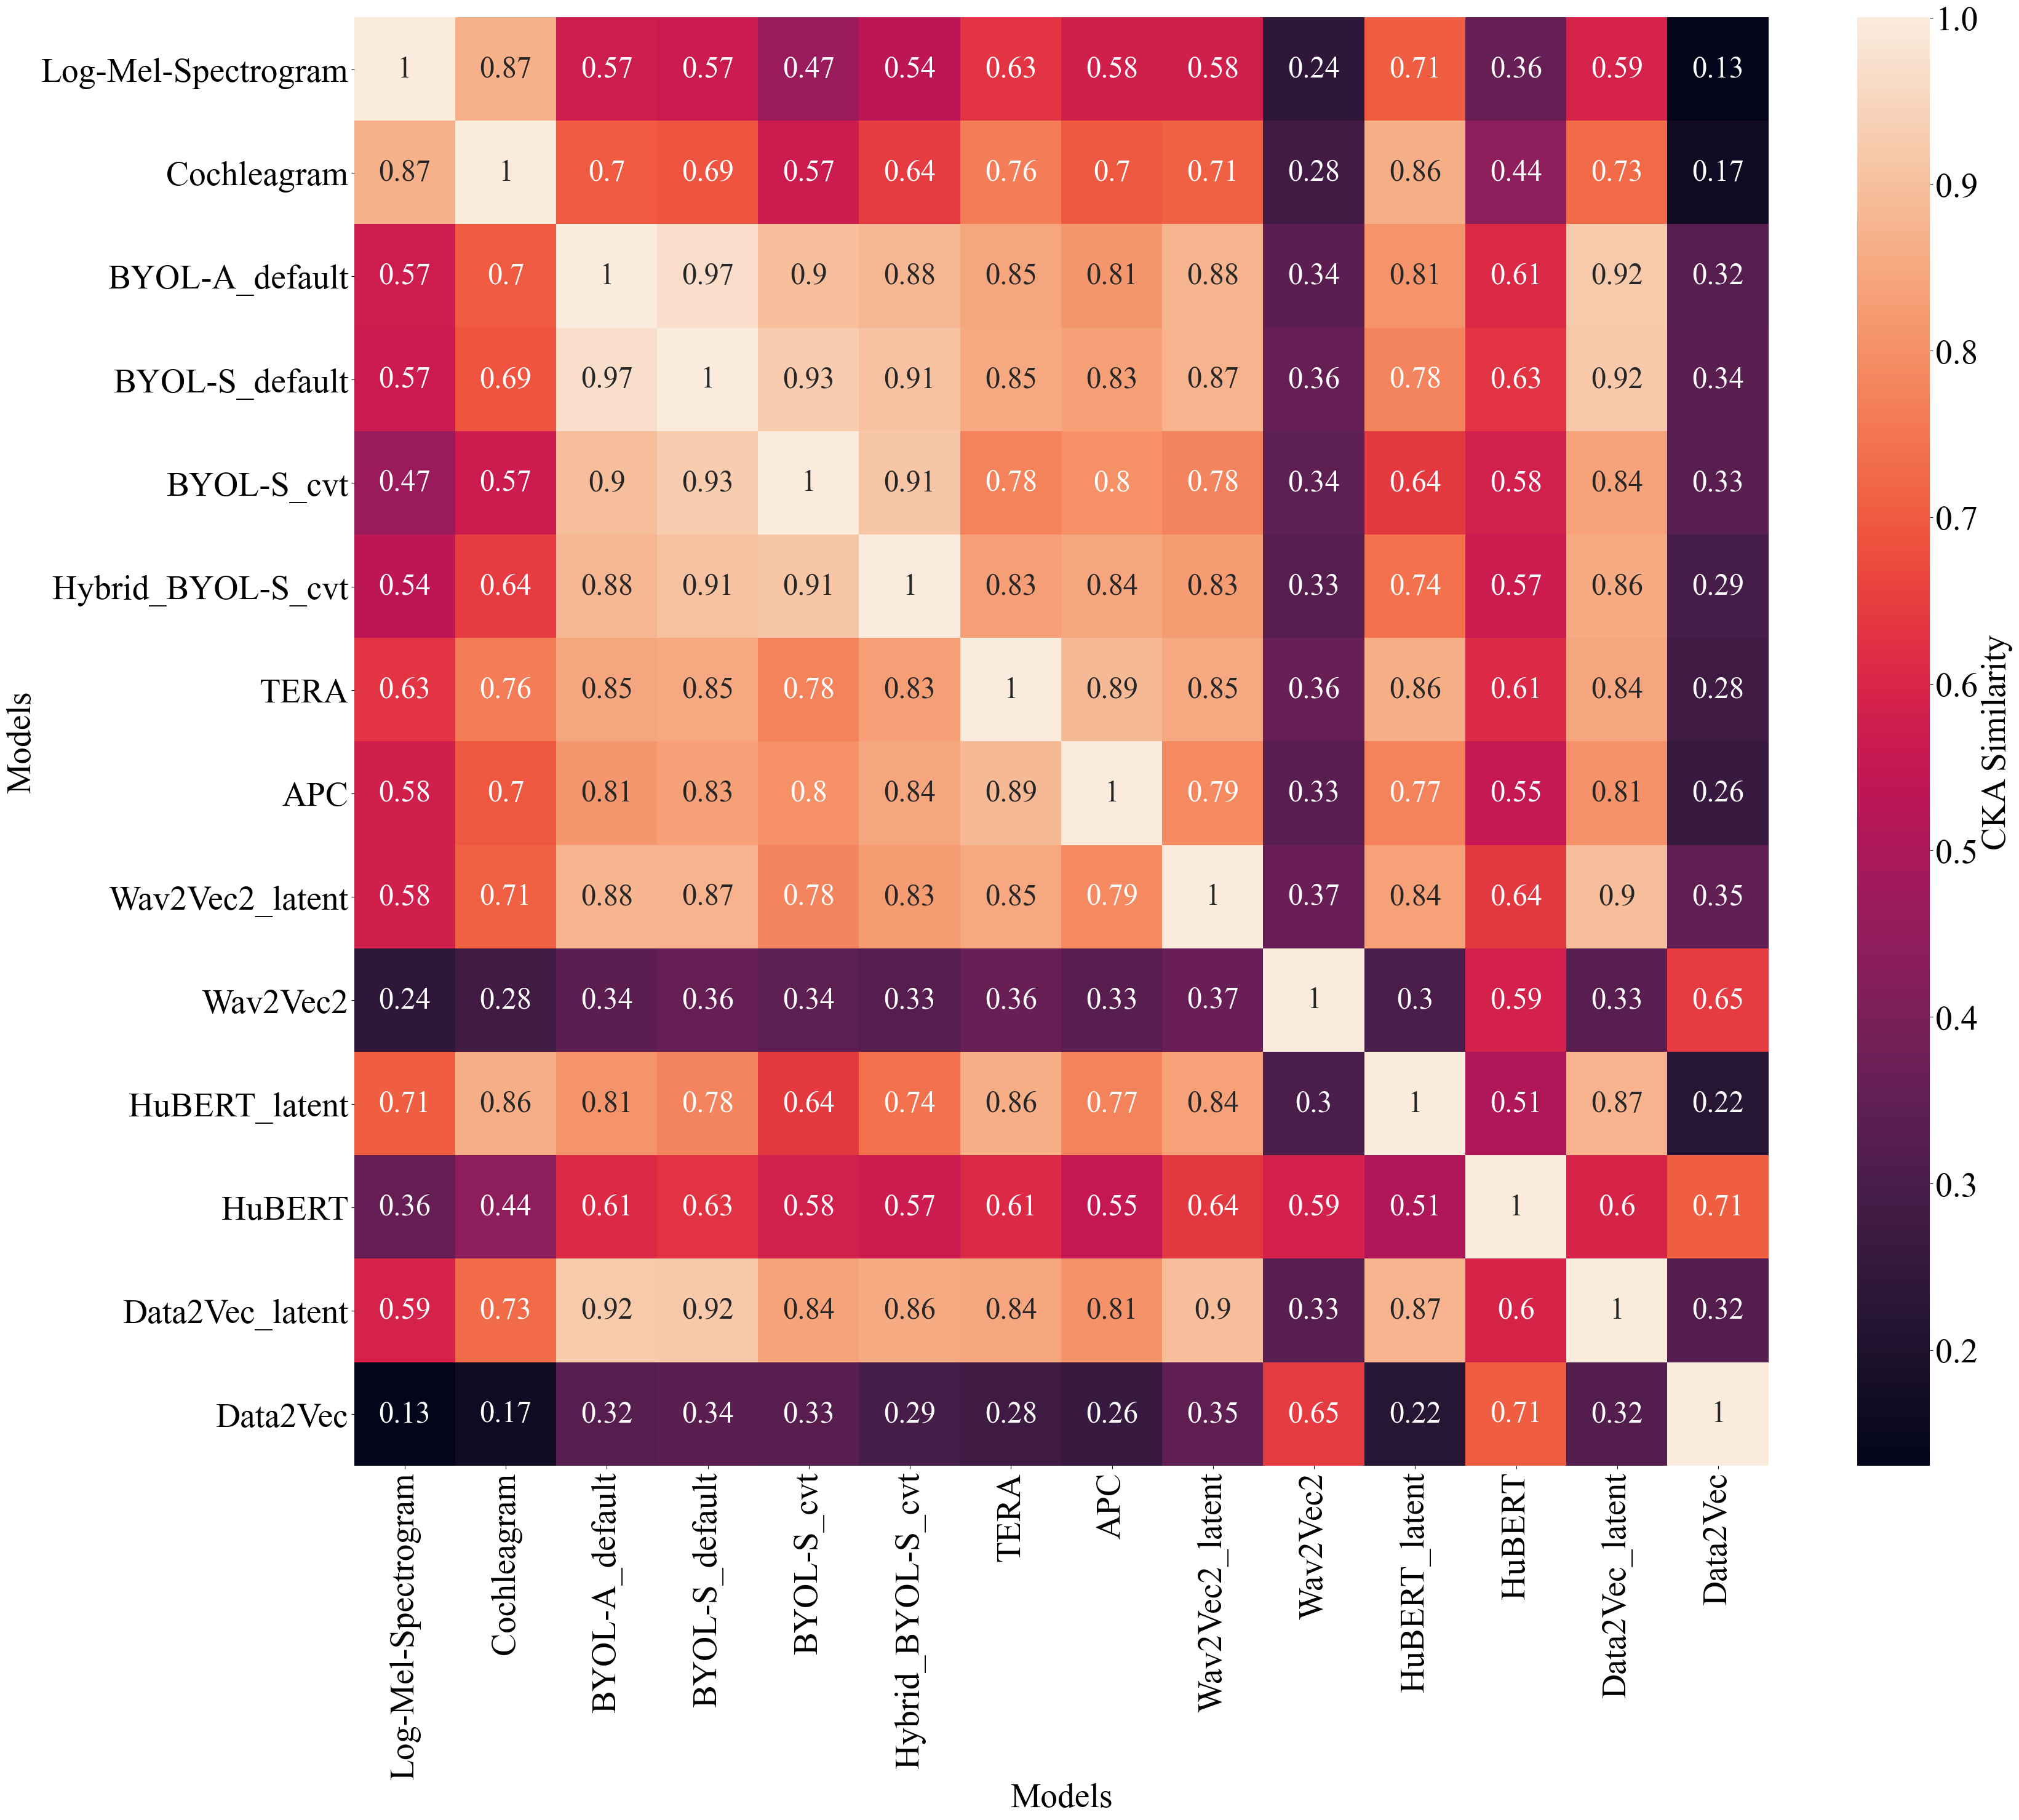 Log-Mel-Spectrogram 1 0.87 0.57 0.57 0.47 0.54 0.63 0.58 0.58 0.24 0.71 0.36 0.59 0.13
Cochleagram 0.87 1 0.7 0.69 0.57 0.64 0.76 0.7 0.71 0.28 0.86 0.44 0.73 0.17
BYOL-A_default 0.57 0.7 1 0.97 0.9 0.88 0.85 0.81 0.88 0.34 0.81 0.61 0.92 0.32
BYOL-S_default 0.57 0.69 0.97 1 0.93 0.91 0.85 0.83 0.87 0.36 0.78 0.63 0.92 0.34
BYOL-S_cvt 0.47 0.57 0.9 0.93 1 0.91 0.78 0.8 0.78 0.34 0.64 0.58 0.84 0.33
Hybrid_BYOL-S_cvt 0.54 0.64 0.88 0.91 0.91 1 0.83 0.84 0.83 0.33 0.74 0.57 0.86 0.29
TERA 0.63 0.76 0.85 0.85 0.78 0.83 1 0.89 0.85 0.36 0.86 0.61 0.84 0.28
APC 0.58 0.7 0.81 0.83 0.8 0.84 0.89 1 0.79 0.33 0.77 0.55 0.81 0.26
Wav2Vec2_latent 0.58 0.71 0.88 0.87 0.78 0.83 0.85 0.79 1 0.37 0.84 0.64 0.9 0.35
Wav2Vec2 0.24 0.28 0.34 0.36 0.34 0.33 0.36 0.33 0.37 1 0.3 0.59 0.33 0.65
HuBERT_latent 0.71 0.86 0.81 0.78 0.64 0.74 0.86 0.77 0.84 0.3 1 0.51 0.87 0.22
HuBERT 0.36 0.44 0.61 0.63 0.58 0.57 0.61 0.55 0.64 0.59 0.51 1 0.6 0.71
Data2Vec_latent 0.59 0.73 0.92 0.92 0.84 0.86 0.84 0.81 0.9 0.33 0.87 0.6 1 0.32
Data2Vec 0.13 0.17 0.32 0.34 0.33 0.29 0.28 0.26 0.35 0.65 0.22 0.71 0.32 1
Models
Log-Mel-Spectrogram
Cochleagram
BYOL-A_default
BYOL-S_default
BYOL-S_cvt
Hybrid_BYOL-S_cvt
TERA
APC
Wav2Vec2_latent
Wav2Vec2
HuBERT_latent
HuBERT
Data2Vec_latent
Data2Vec
Models
1.0
0.9
0.8
0.7
0.6
0.5
0.4
0.3
0.2
CKA Similarity